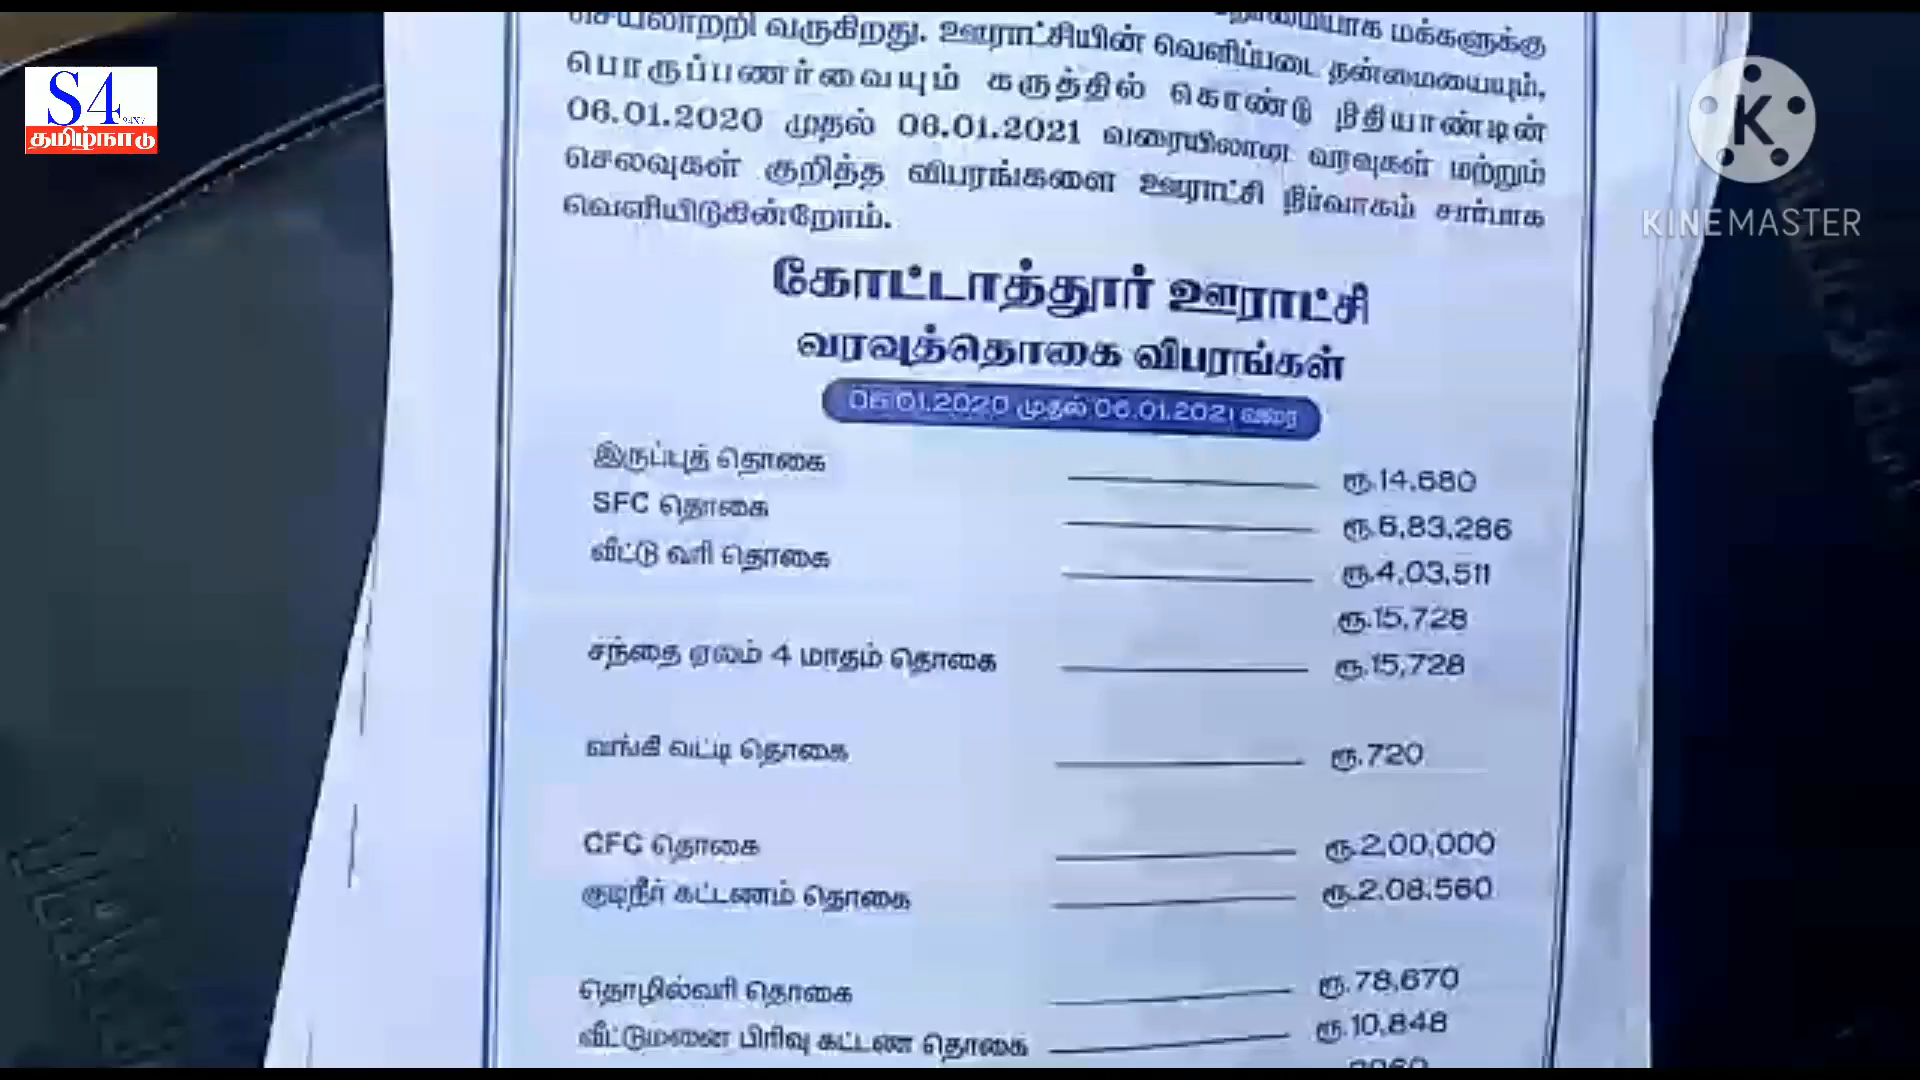 S4
24X7
தமிழ்நாடு
K
KINEMASTER
செயலாற்றி வருகிறது. ஊராட்சியின் வெளிப்படை தன்மையையும்,
மக்களுக்கு
பொருப்பணர்வையும் கருத்தில் கொண்டு நிதியாண்டின்
06.01.2020 முதல் 06.01.2021 வரையிலான வரவுகள் மற்றும்
செலவுகள் குறித்த விபரங்களை ஊராட்சி நிர்வாகம் சார்பாக
வெளியிடுகின்றோம்.
கோட்டாத்தூர் ஊராட்சி
வரவுத்தொகை விபரங்கள்
06.01.2020 முதல் 06.01.2021 வரை
இருப்புத் தொகை ரூ.14,680
SFC தொகை ரூ.6,83,286
வீட்டு வரி தொகை ரூ.4,03,511
ரூ.15,728
சந்தை ஏலம் 4 மாதம் தொகை ரூ.15,728
வங்கி வட்டி தொகை ரூ.720
CFC தொகை ரூ.2,00,000
குடிநீர் கட்டணம் தொகை ரூ.2,08,560
தொழில்வரி தொகை ரூ.78,670
வீட்டுமனை பிரிவு கட்டண தொகை ரூ.10,848